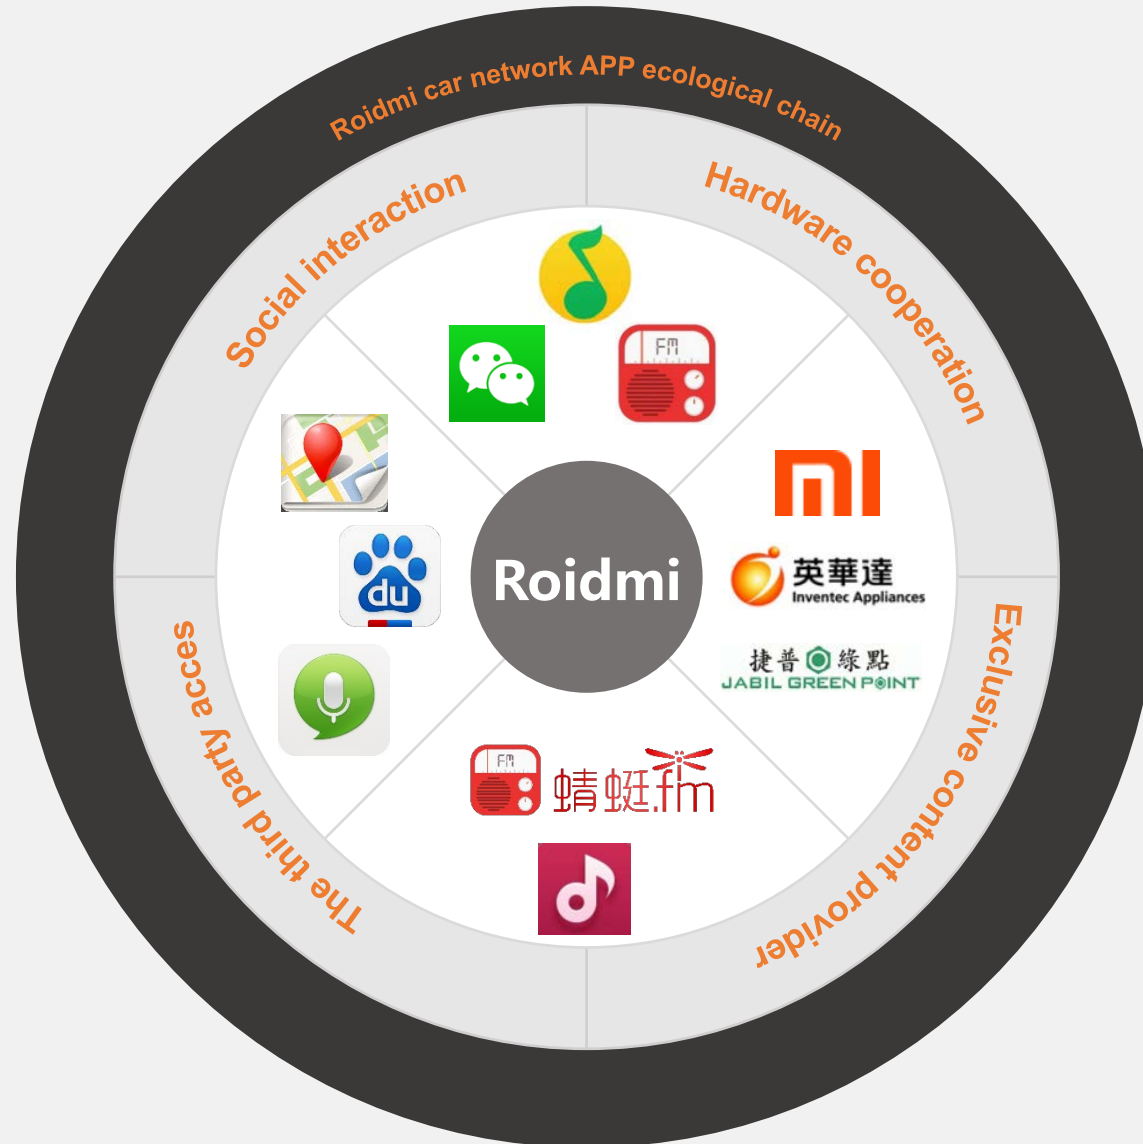 Roidmi car network APP ecological chain
Social interaction
Hardware cooperation
FM
Roidmi
du
英華達
Inventec Appliances
捷普 綠點
JABIL GREEN POINT
Exclusive content provider
The third party acces
FM
蜻蜓.fm